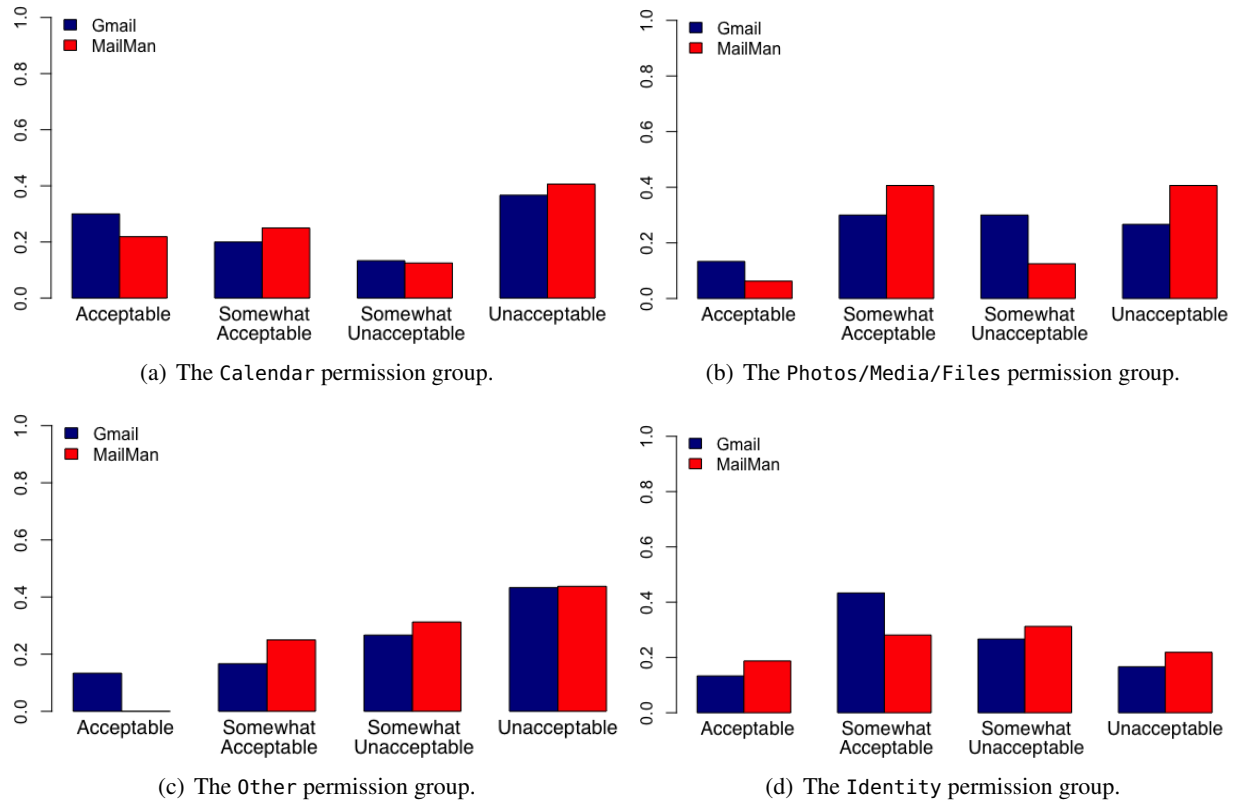 1.0
0.8
0.6
0.4
0.2
0.0
Gmail
MailMan
Acceptable
Somewhat
Acceptable
Somewhat
Unacceptable
Unacceptable
(a) The Calendar permission group.
1.0
0.8
0.6
0.4
0.2
0.0
Gmail
MailMan
Acceptable
Somewhat
Acceptable
Somewhat
Unacceptable
Unacceptable
(b) The Photos/Media/Files permission group.
1.0
0.8
0.6
0.4
0.2
0.0
Gmail
MailMan
Acceptable
Somewhat
Acceptable
Somewhat
Unacceptable
Unacceptable
(c) The Other permission group.
1.0
0.8
0.6
0.4
0.2
0.0
Gmail
MailMan
Acceptable
Somewhat
Acceptable
Somewhat
Unacceptable
Unacceptable
(d) The Identity permission group.